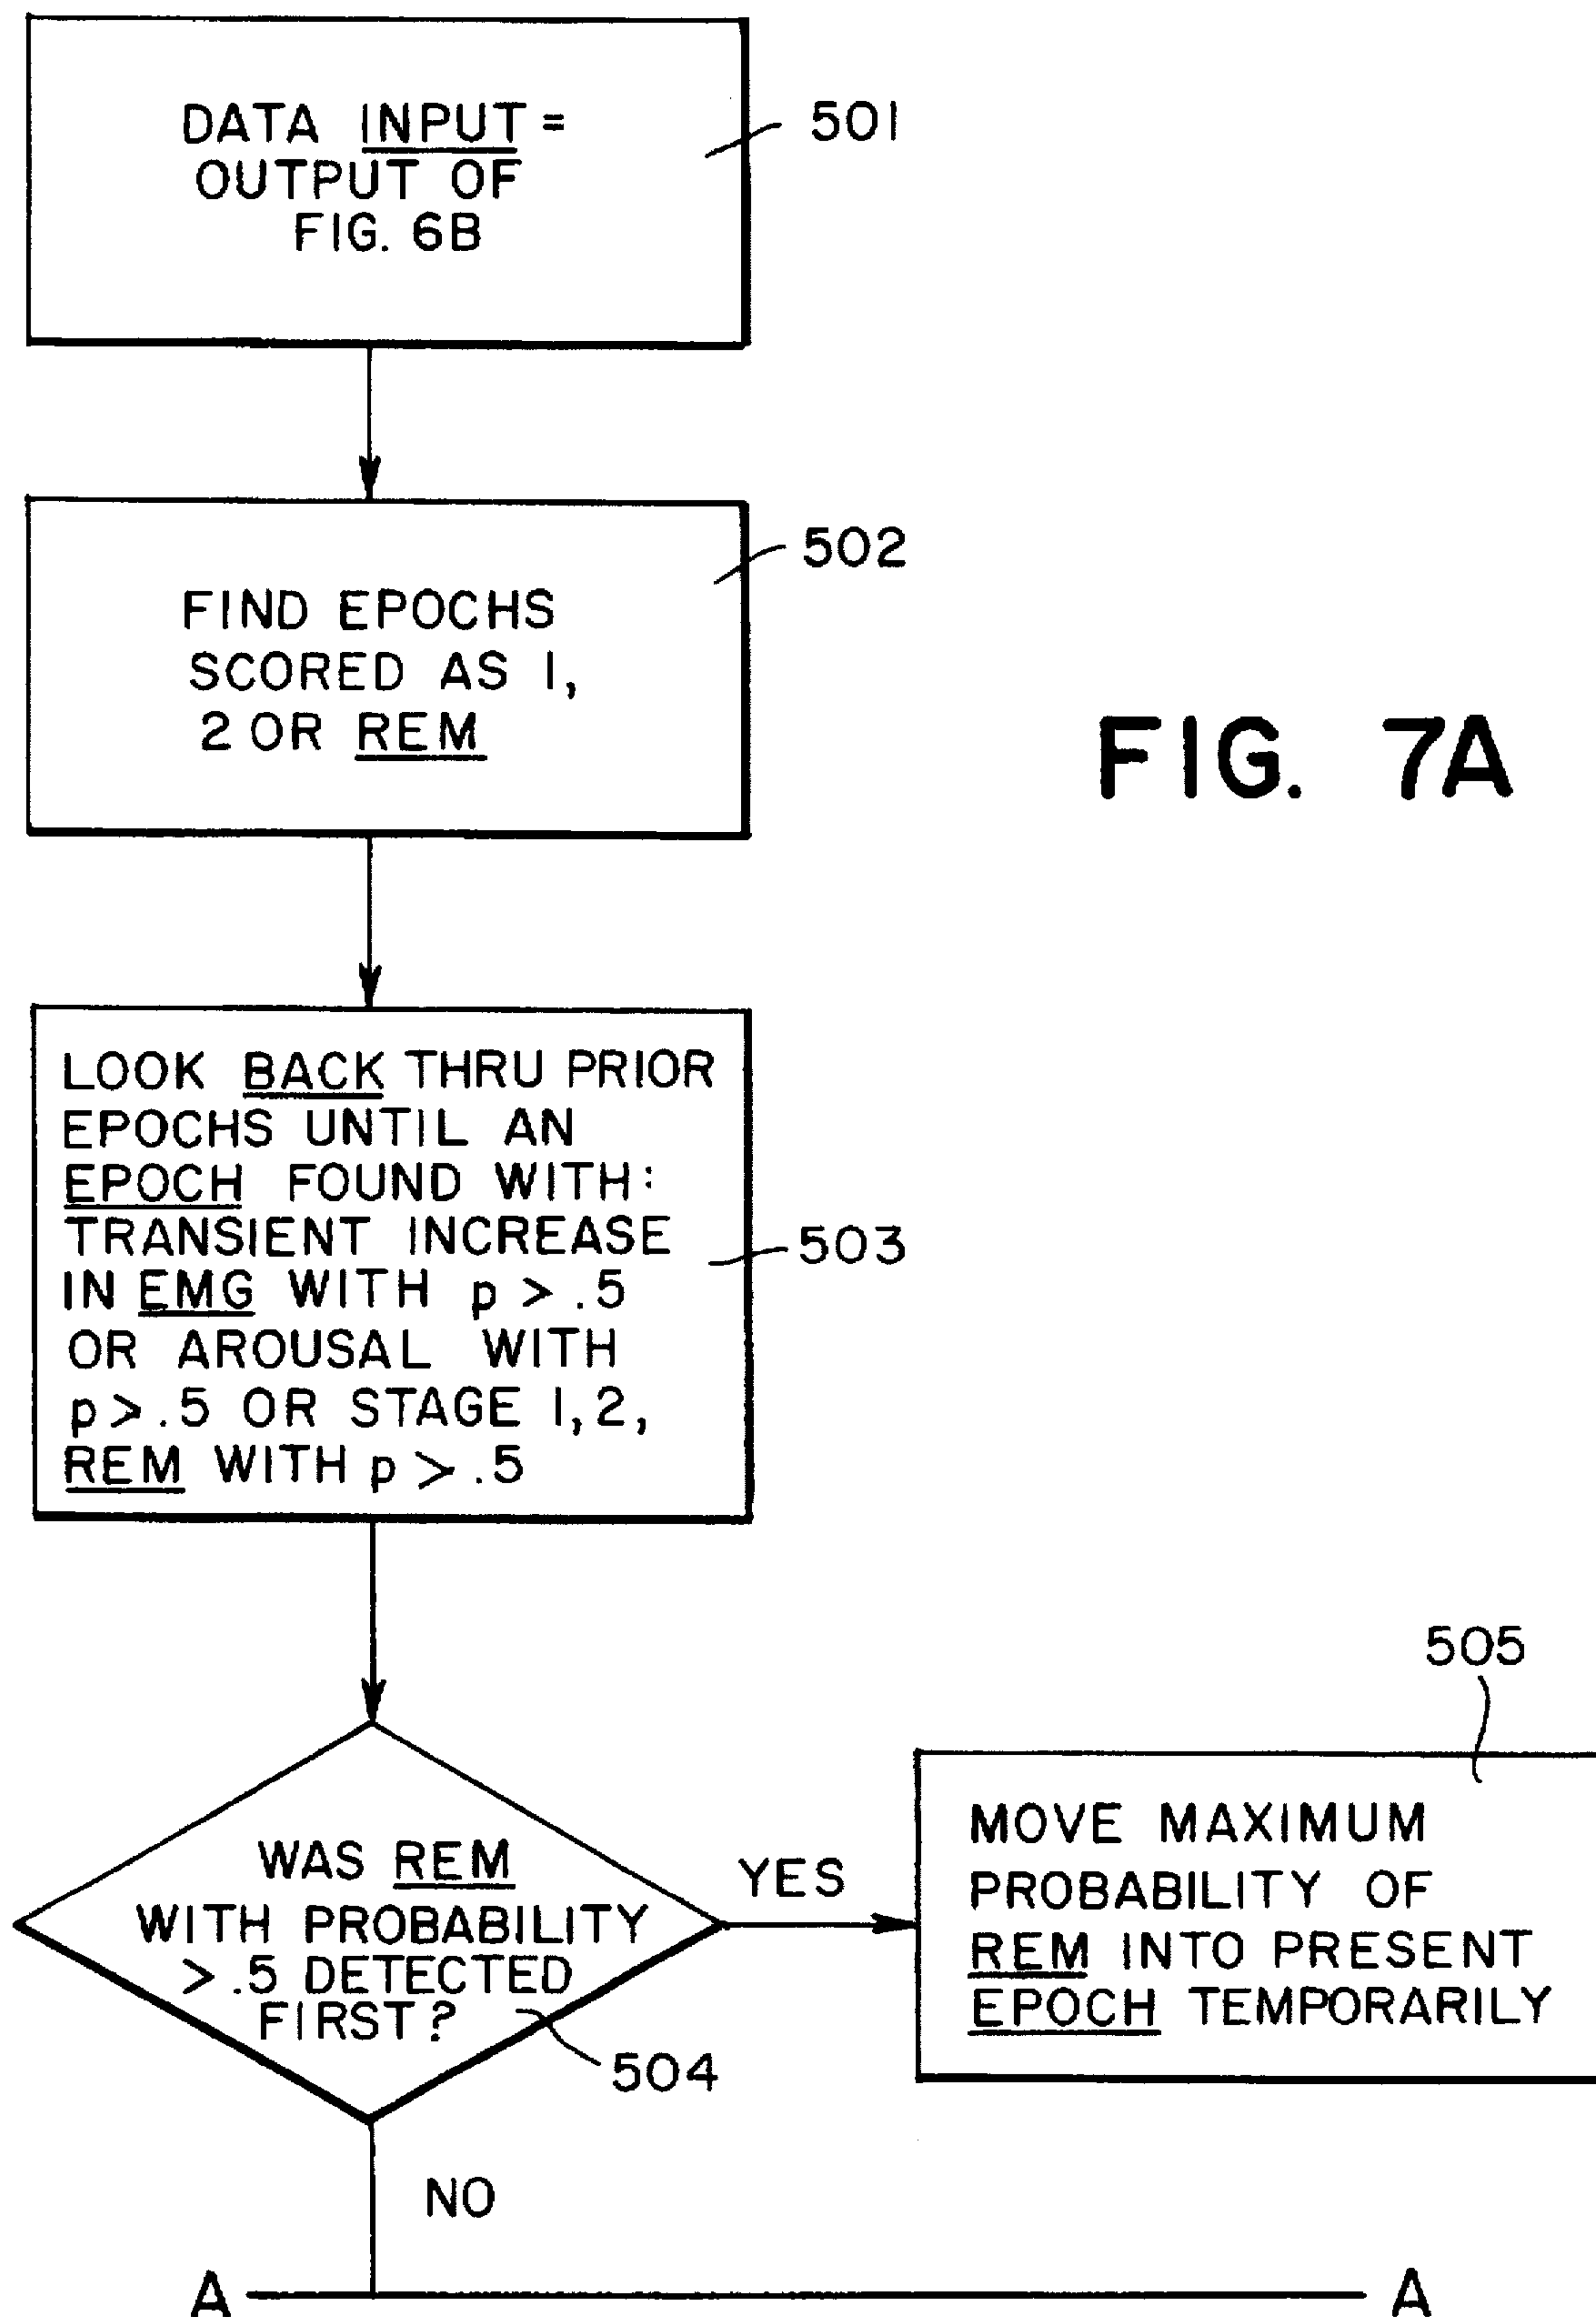 DATA INPUT =
OUTPUT OF
FIG. 6B
501
FIND EPOCHS
SCORED AS 1,
2 OR REM
502
FIG. 7A
LOOK BACK THRU PRIOR
EPOCHS UNTIL AN
EPOCH FOUND WITH:
TRANSIENT INCREASE
IN EMG WITH p > .5
OR AROUSAL WITH
p > .5 OR STAGE 1, 2,
REM WITH p > .5
503
WAS REM
WITH PROBABILITY
> .5 DETECTED
FIRST?
504
YES
505
MOVE MAXIMUM
PROBABILITY OF
REM INTO PRESENT
EPOCH TEMPORARILY
NO
A
A